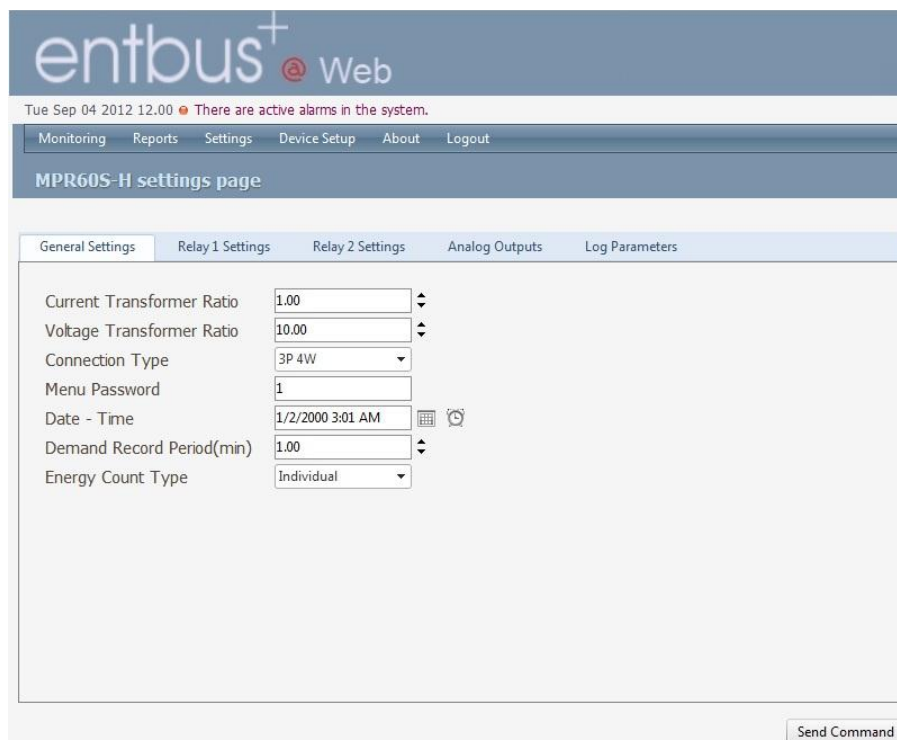 entbus+ @ Web
Tue Sep 04 2012 12.00 There are active alarms in the system.
Monitoring Reports Settings Device Setup About Logout
MPR60S-H settings page
General Settings Relay 1 Settings Relay 2 Settings Analog Outputs Log Parameters
Current Transformer Ratio 1.00
Voltage Transformer Ratio 10.00
Connection Type 3P 4W
Menu Password 1
Date - Time 1/2/2000 3:01 AM
Demand Record Period(min) 1.00
Energy Count Type Individual
Send Command